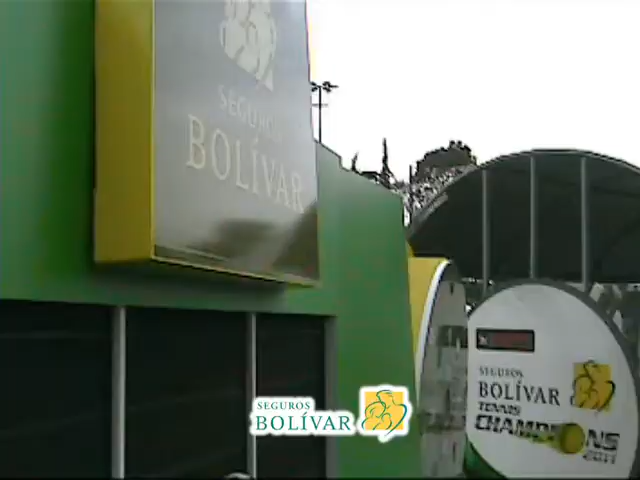 SEGUROS
BOLÍVAR
SEGUROS
BOLÍVAR
TENNIS
CHAMPIONS
2011
SEGUROS
BOLÍVAR